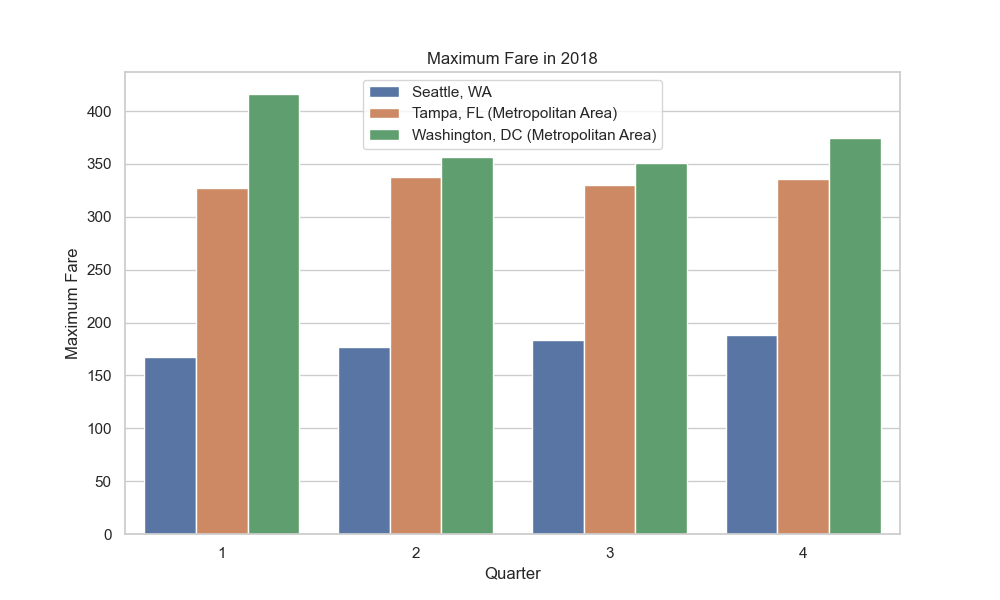 Maximum Fare in 2018
Seattle, WA
Tampa, FL (Metropolitan Area)
Washington, DC (Metropolitan Area)
Maximum Fare
400
350
300
250
200
150
100
50
0
1 2 3 4
Quarter